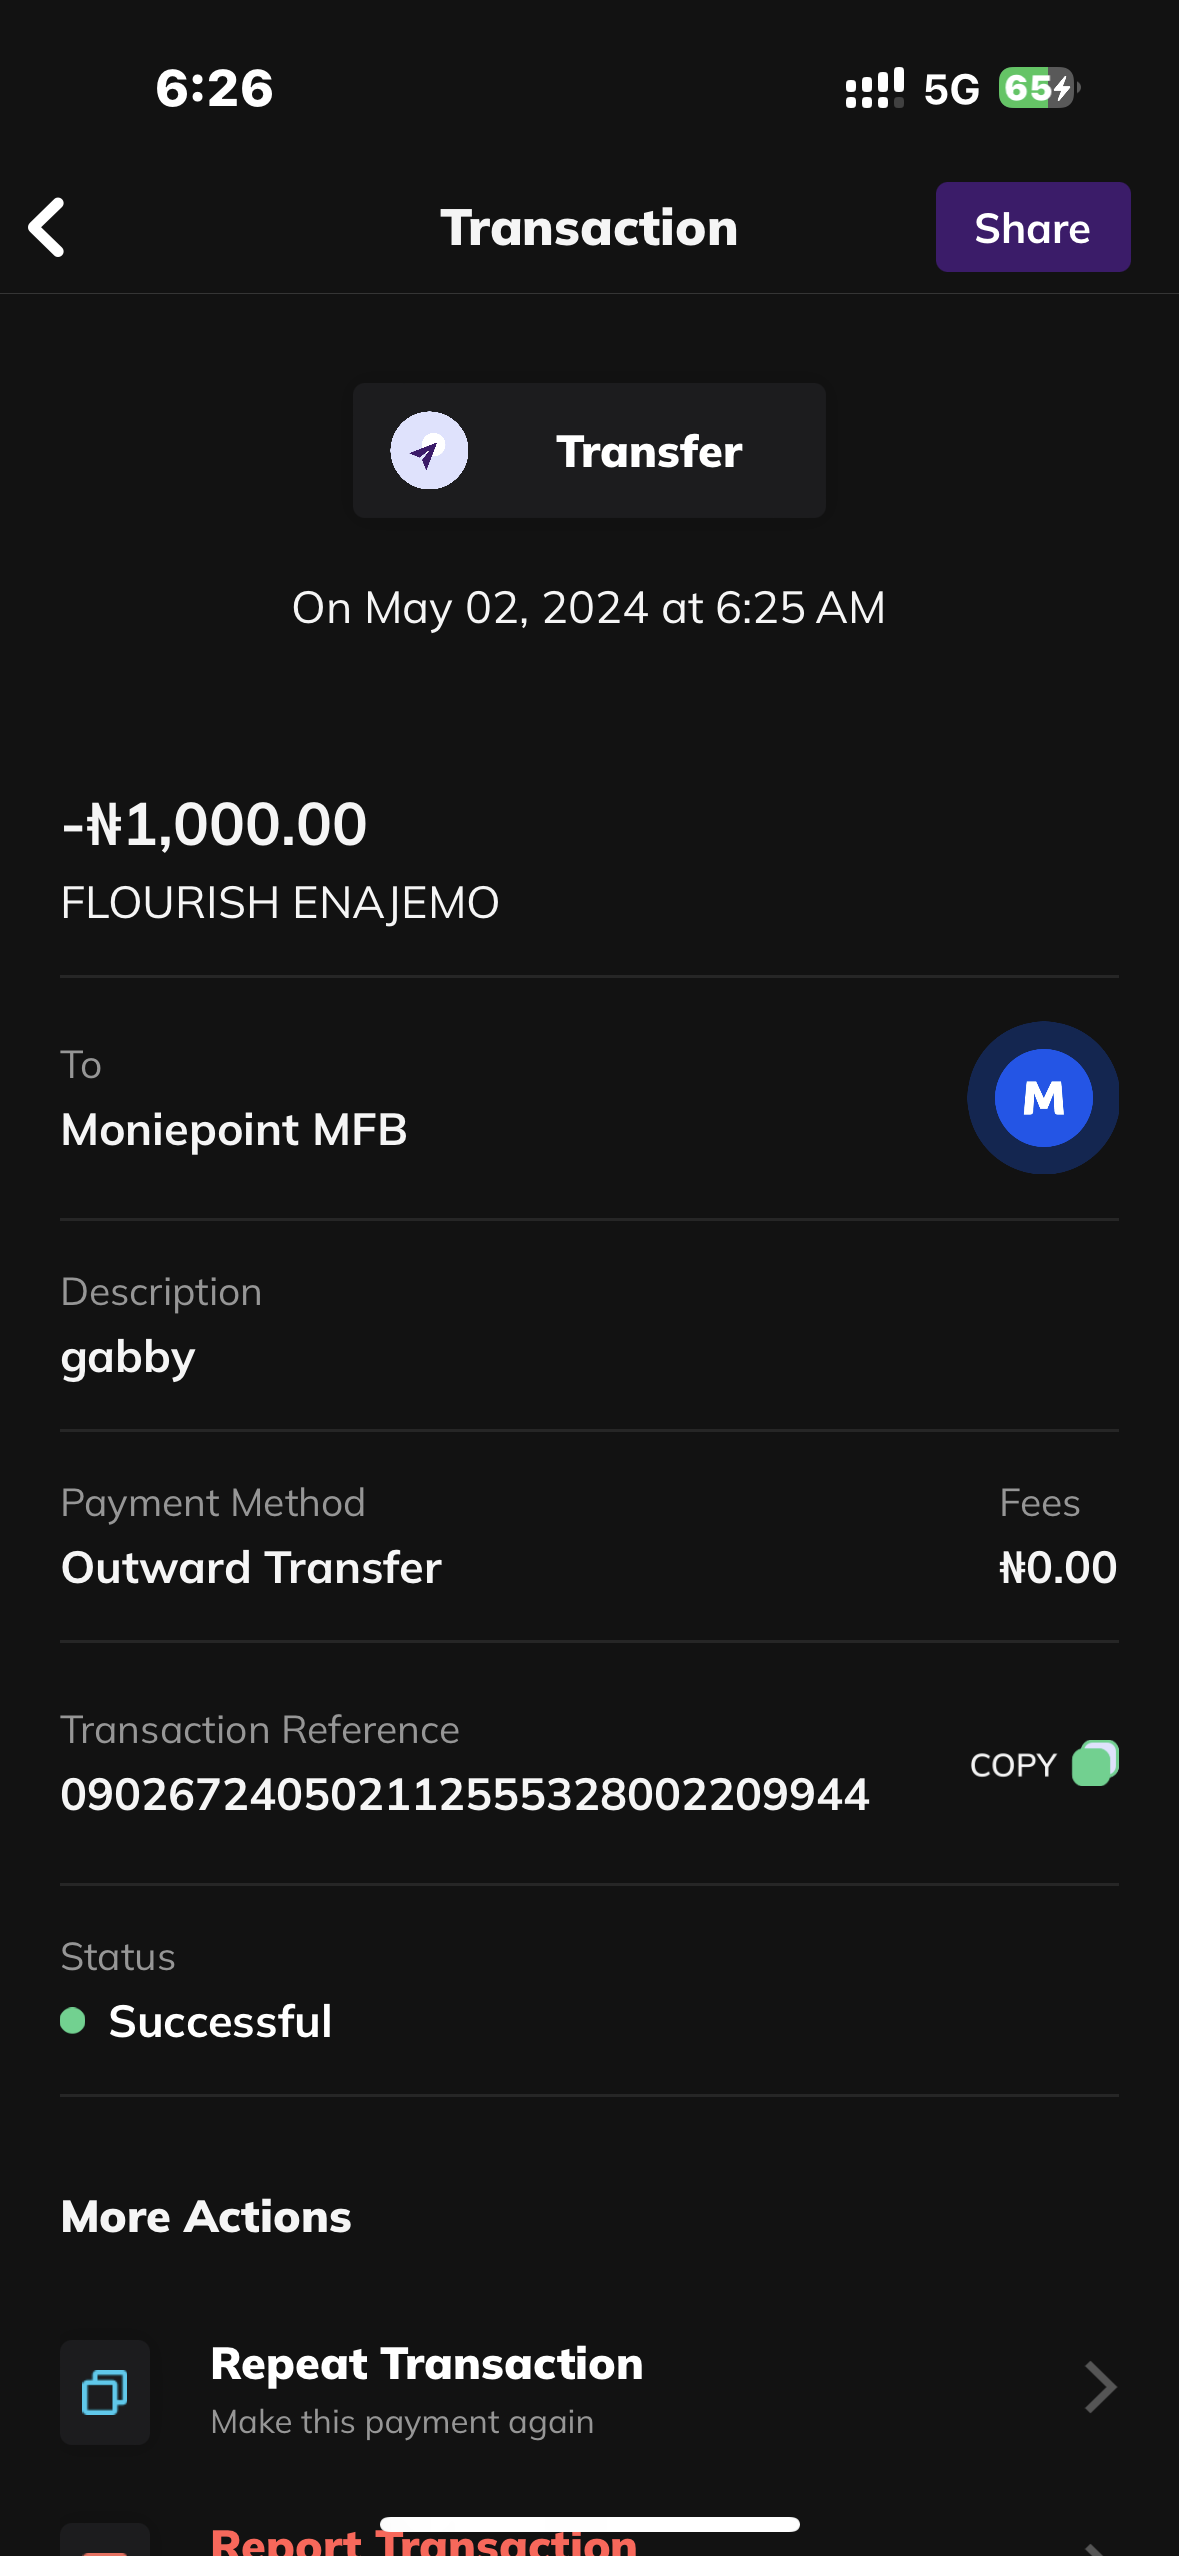 6:26
5G 65
Transaction
Share
Transfer
On May 02, 2024 at 6:25 AM
-₦1,000.00
FLOURISH ENAJEMO
To
Moniepoint MFB
M
Description
gabby
Payment Method
Fees
Outward Transfer
₦0.00
Transaction Reference
COPY
090267240502112555328002209944
Status
Successful
More Actions
Repeat Transaction
Make this payment again
Report Transaction